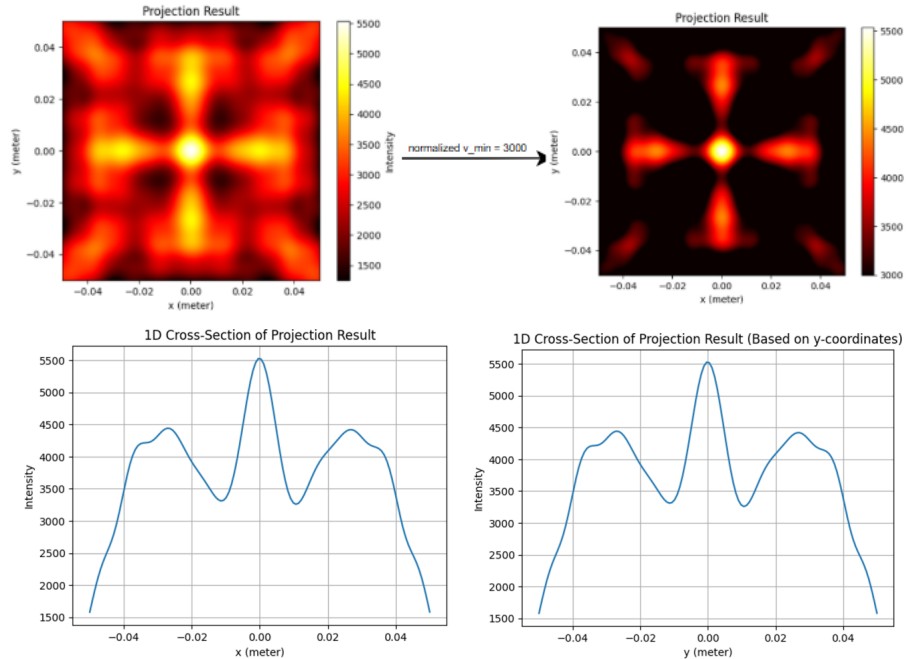 Projection Result
0.04
0.02
0.00
−0.02
−0.04
y (meter)
−0.04 −0.02 0.00 0.02 0.04
x (meter)
5500
5000
4500
4000
3500
3000
2500
2000
1500
Intensity
normalized v_min = 3000
Projection Result
0.04
0.02
0.00
−0.02
−0.04
y (meter)
−0.04 −0.02 0.00 0.02 0.04
x (meter)
5500
5000
4500
4000
3500
3000
1D Cross-Section of Projection Result
5500
5000
4500
4000
3500
3000
2500
2000
1500
Intensity
−0.04 −0.02 0.00 0.02 0.04
x (meter)
1D Cross-Section of Projection Result (Based on y-coordinates)
5500
5000
4500
4000
3500
3000
2500
2000
1500
Intensity
−0.04 −0.02 0.00 0.02 0.04
y (meter)